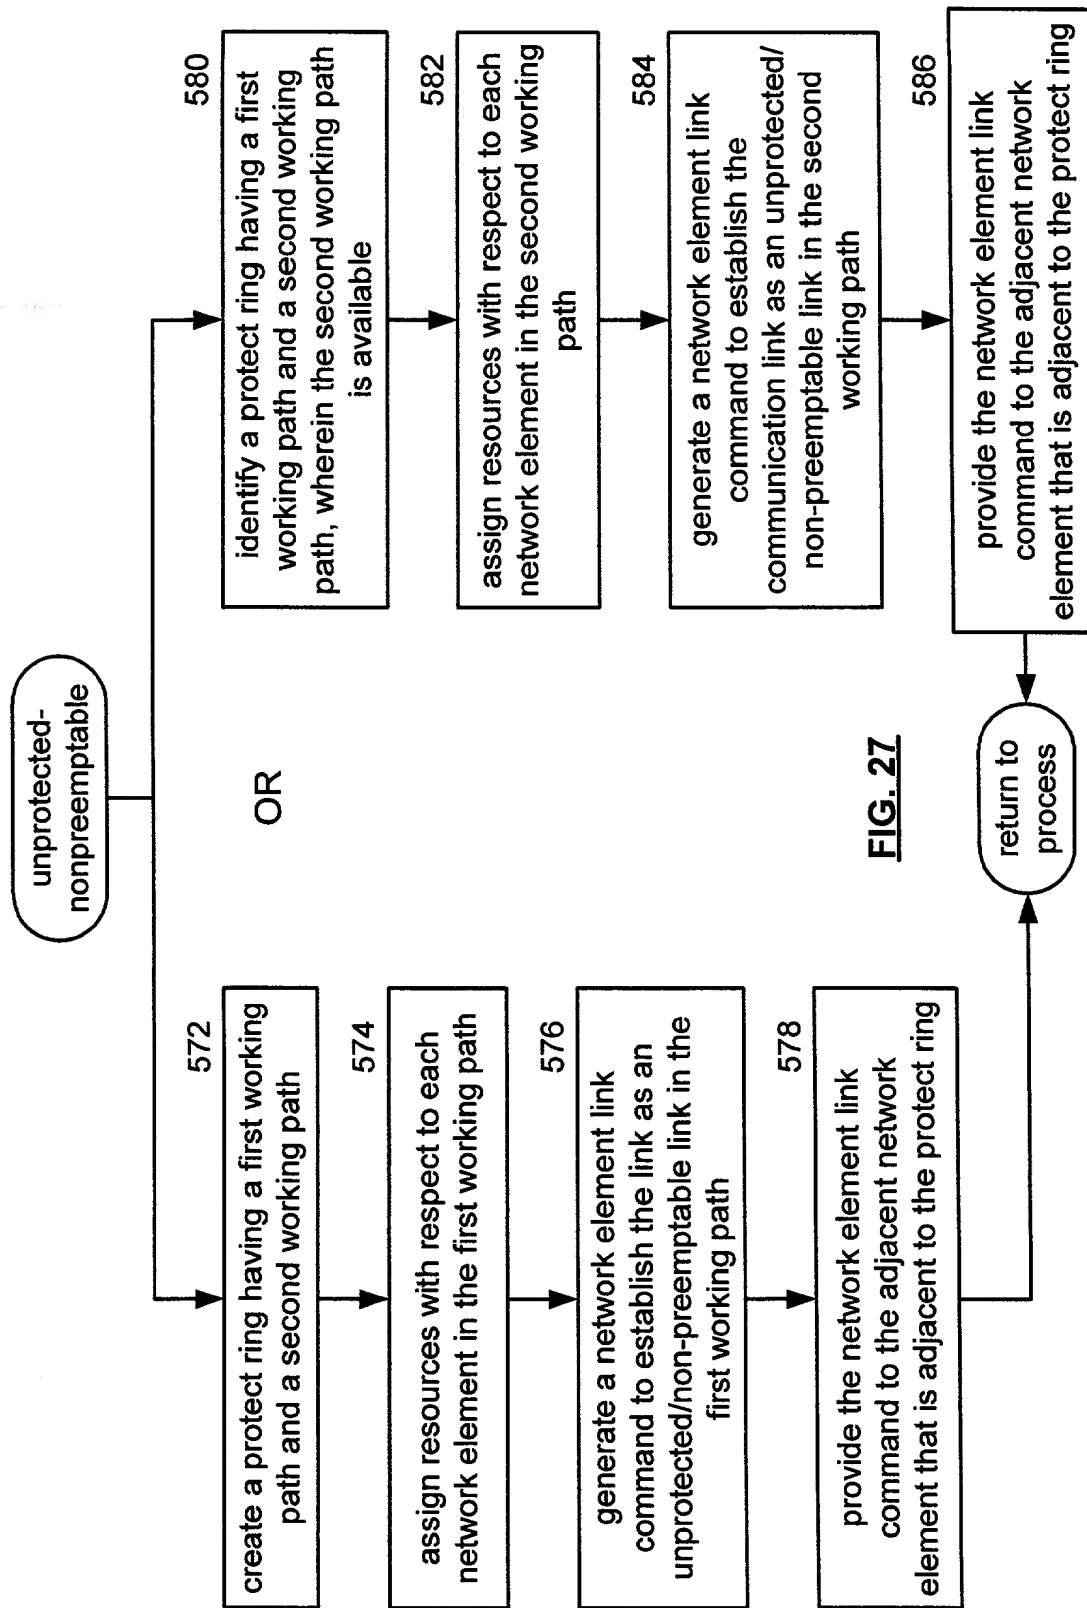 unprotected-
nonpreemptable
OR
572
create a protect ring having a first working
path and a second working path
574
assign resources with respect to each
network element in the first working path
576
generate a network element link
command to establish the link as an
unprotected/non-preemptable link in the
first working path
578
provide the network element link
command to the adjacent network
element that is adjacent to the protect ring
580
identify a protect ring having a first
working path and a second working
path, wherein the second working path
is available
582
assign resources with respect to each
network element in the second working
path
584
generate a network element link
command to establish the
communication link as an unprotected/
non-preemptable link in the second
working path
586
provide the network element link
command to the adjacent network
element that is adjacent to the protect ring
return to
process
FIG. 27